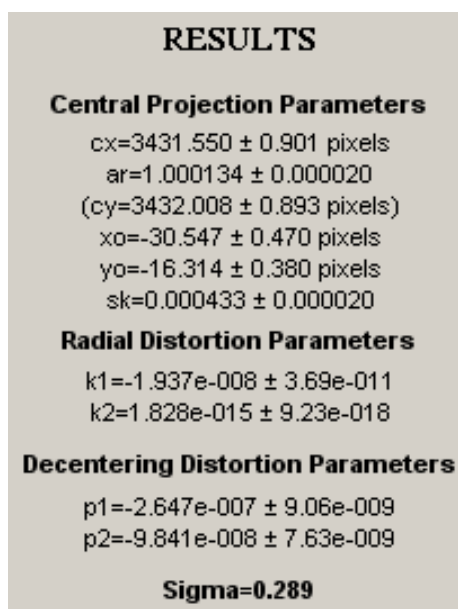 RESULTS
Central Projection Parameters
cx=3431.550 ± 0.901 pixels
ar=1.000134 ± 0.000020
(cy=3432.008 ± 0.893 pixels)
xo=-30.547 ± 0.470 pixels
yo=-16.314 ± 0.380 pixels
sk=0.000433 ± 0.000020
Radial Distortion Parameters
k1=-1.937e-008 ± 3.69e-011
k2=1.828e-015 ± 9.23e-018
Decentering Distortion Parameters
p1=-2.647e-007 ± 9.06e-009
p2=-9.841e-008 ± 7.63e-009
Sigma=0.289